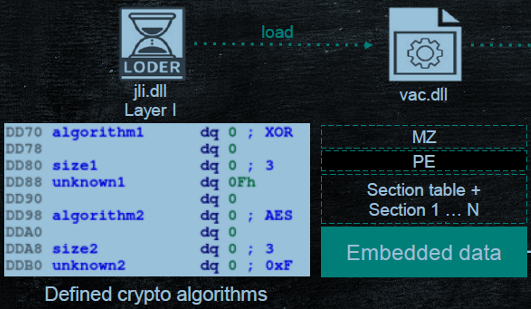 LODER
load
jli.dll
Layer I
vac.dll
DD70 algorithm1 dq 0 ; XOR
DD78 dq 0
DD80 size1 dq 0 ; 3
DD88 unknown1 dq 0Fh
DD90 dq 0
DD98 algorithm2 dq 0 ; AES
DDA0 dq 0
DDA8 size2 dq 0 ; 3
DDB0 unknown2 dq 0 ; 0xF
Defined crypto algorithms
MZ
PE
Section table +
Section 1 ... N
Embedded data